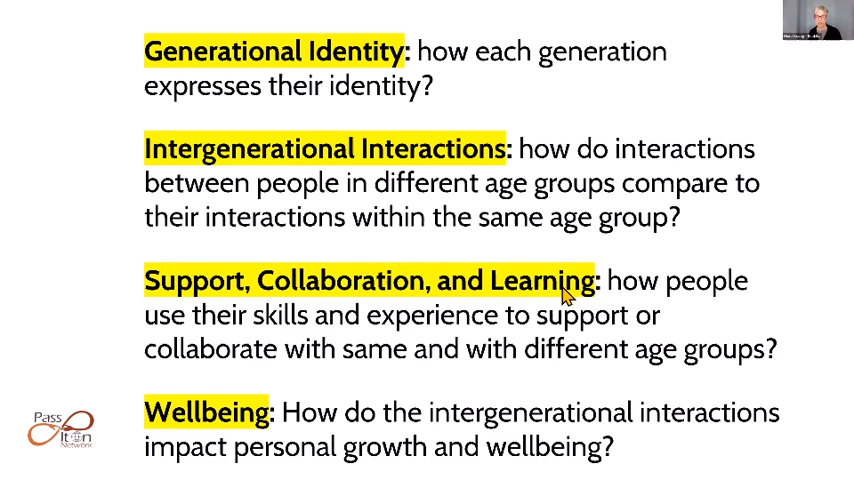 Generational Identity: how each generation
expresses their identity?
Intergenerational Interactions: how do interactions
between people in different age groups compare to
their interactions within the same age group?
Support, Collaboration, and Learning: how people
use their skills and experience to support or
collaborate with same and with different age groups?
Wellbeing: How do the intergenerational interactions
impact personal growth and wellbeing?
Pass
It On
Network